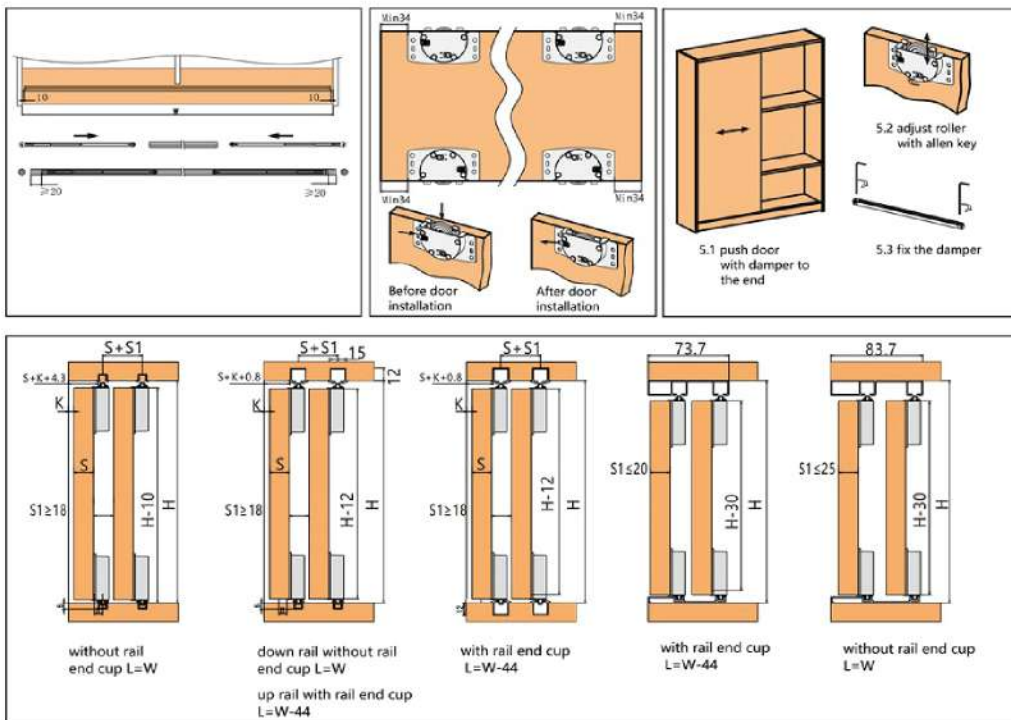 10
10
W
≥20
≥20
Min34
Min34
Min34
Min34
Before door
installation
After door
installation
5.1 push door
with damper to
the end
5.2 adjust roller
with allen key
5.3 fix the damper
S+S1
S+K+4.3
K
S
S1≥18
H-10
H
without rail
end cup L=W
S+S1
15
12
S+K+0.8
K
S
S1≥18
H-12
H
down rail without rail
end cup L=W
up rail with rail end cup
L=W-44
S+S1
S+K+0.8
K
S
S1≥18
H-12
H
with rail end cup
L=W-44
73.7
S1≤20
H-30
H
with rail end cup
L=W-44
83.7
S1≤25
H-30
H
without rail end cup
L=W